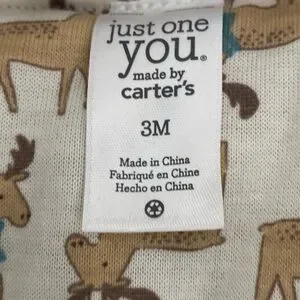 just one
you®
made by
carter's
3M
Made in China
Fabriqué en Chine
Hecho en China